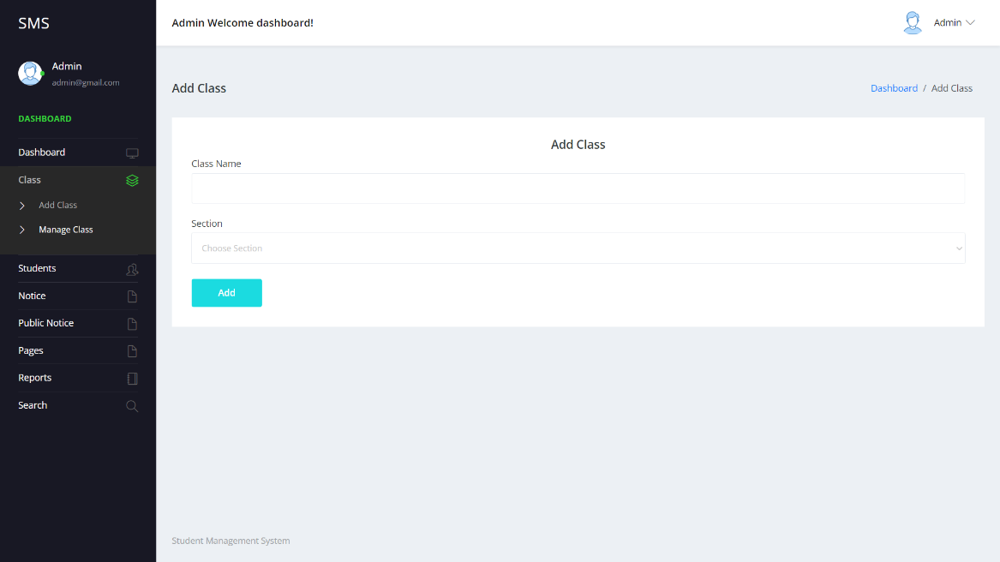 SMS
Admin Welcome dashboard!
Admin
Admin
admin@gmail.com
DASHBOARD
Dashboard
Class
Add Class
Manage Class
Students
Notice
Public Notice
Pages
Reports
Search
Add Class
Dashboard / Add Class
Add Class
Class Name
Section
Choose Section
Add
Student Management System